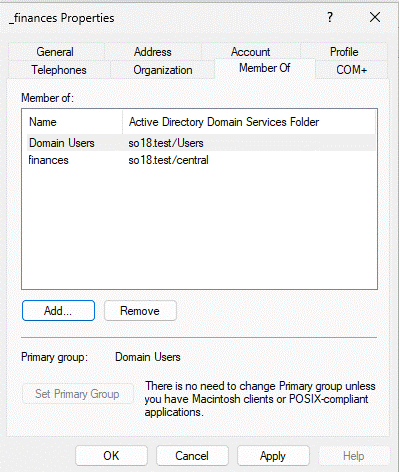 _finances Properties
?
General Address Account Profile
Telephones Organization Member Of COM+
Member of:
Name Active Directory Domain Services Folder
Domain Users so18.test/Users
finances so18.test/central
Add... Remove
Primary group: Domain Users
Set Primary Group
There is no need to change Primary group unless
you have Macintosh clients or POSIX-compliant
applications.
OK Cancel Apply Help